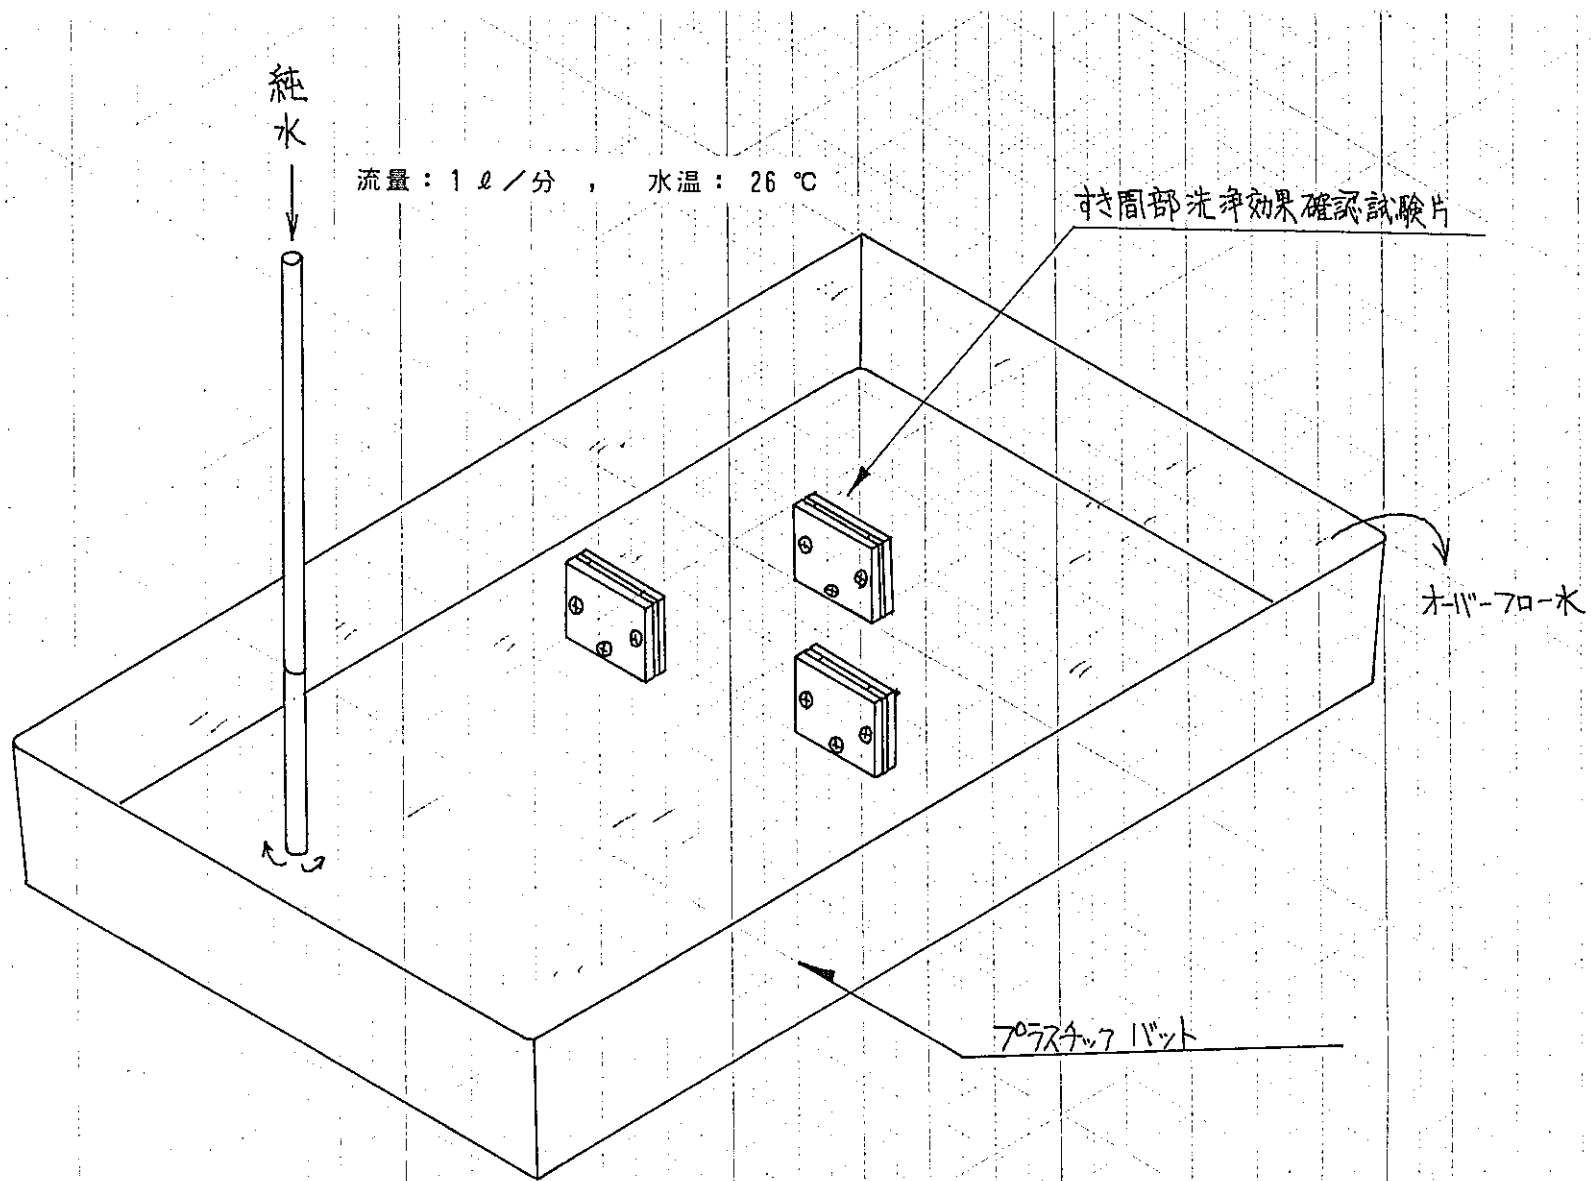 純水
流量：1ℓ／分 ， 水温：26℃
すき間部洗浄効果確認試験片
オーバーフロー水
プラスチックバット